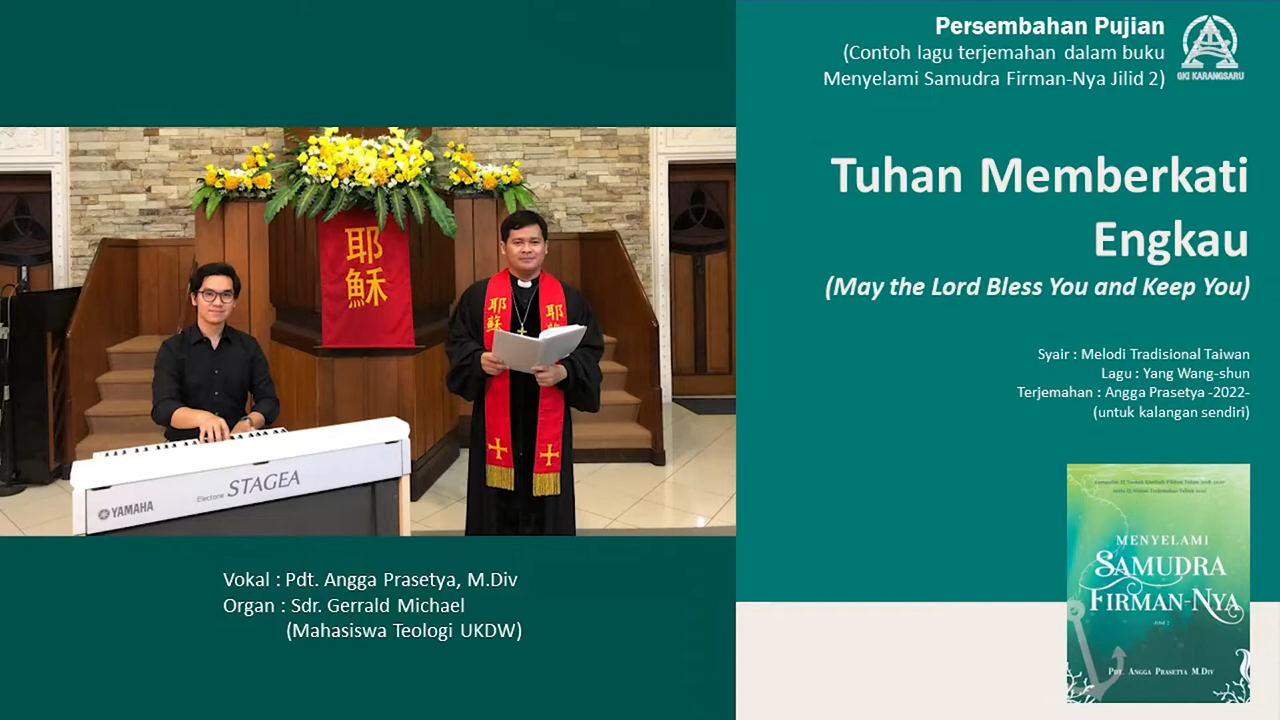 Persembahan Pujian
(Contoh lagu terjemahan dalam buku
Menyelami Samudra Firman-Nya Jilid 2)
GKI KARANGSARU
Tuhan Memberkati
Engkau
(May the Lord Bless You and Keep You)
Syair : Melodi Tradisional Taiwan
Lagu : Yang Wang-shun
Terjemahan : Angga Prasetya -2022-
(untuk kalangan sendiri)
耶
穌
耶
穌
耶
YAMAHA
Electone STAGEA
Vokal : Pdt. Angga Prasetya, M.Div
Organ : Sdr. Gerrald Michael
(Mahasiswa Teologi UKDW)
MENYELAMI
SAMUDRA
FIRMAN-NYA
Jilid 2
PDT. ANGGA PRASETYA M.DIV